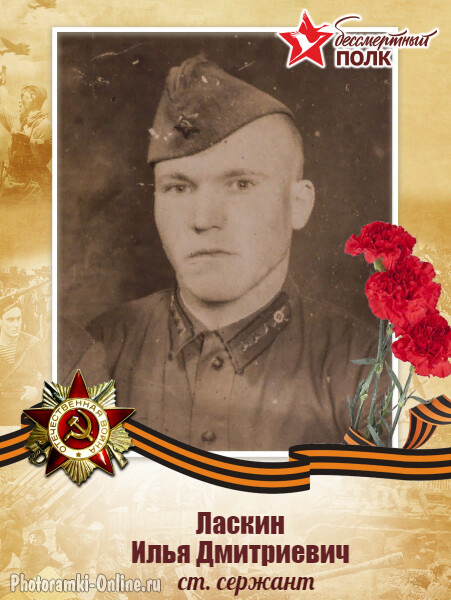 бессмертный
ПОЛК
ОТЕЧЕСТВЕННАЯ ВОЙНА
Ласкин
Илья Дмитриевич
ст. сержант
Photoramki-Online.ru